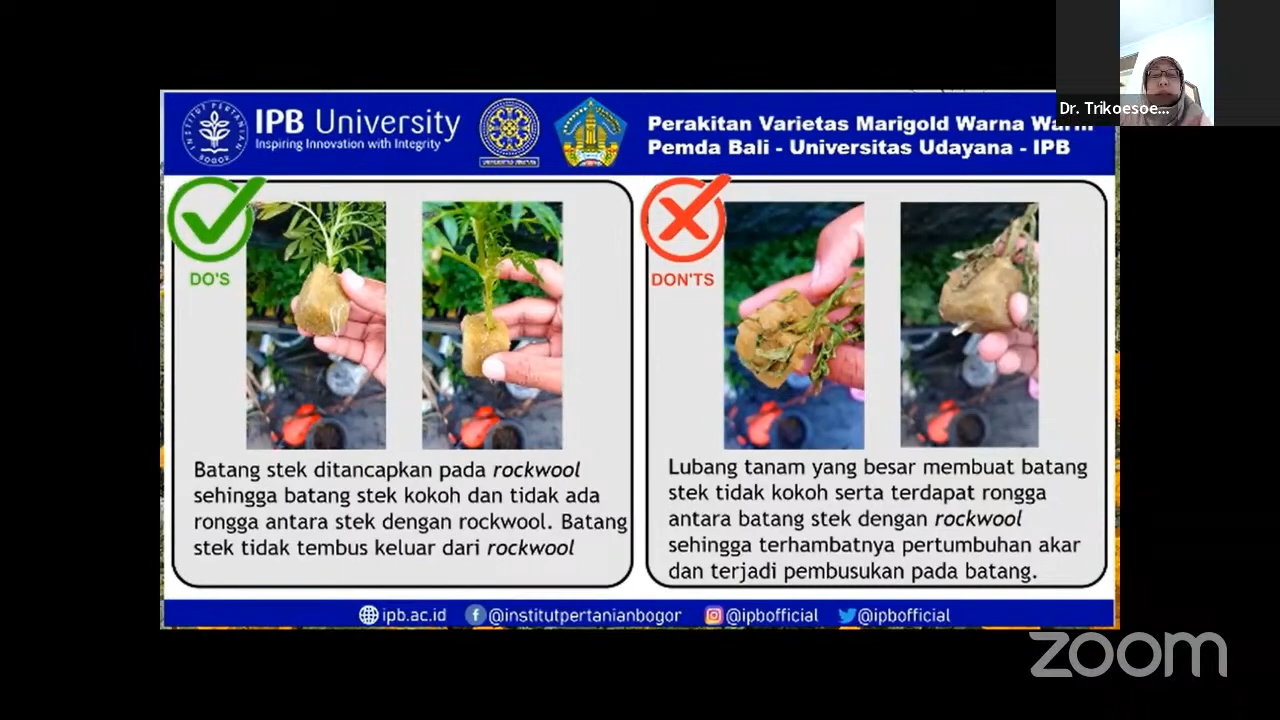 Dr. Trikoesoe...
IPB University
Inspiring Innovation with Integrity
INSTITUT PERTANIAN
BOGOR
Perakitan Varietas Marigold Warna
Pemda Bali - Universitas Udayana - IPB
DO'S
Batang stek ditancapkan pada rockwool
sehingga batang stek kokoh dan tidak ada
rongga antara stek dengan rockwool. Batang
stek tidak tembus keluar dari rockwool
DON'TS
Lubang tanam yang besar membuat batang
stek tidak kokoh serta terdapat rongga
antara batang stek dengan rockwool
sehingga terhambatnya pertumbuhan akar
dan terjadi pembusukan pada batang.
ipb.ac.id @institutpertanianbogor @ipbofficial @ipbofficial
zoom